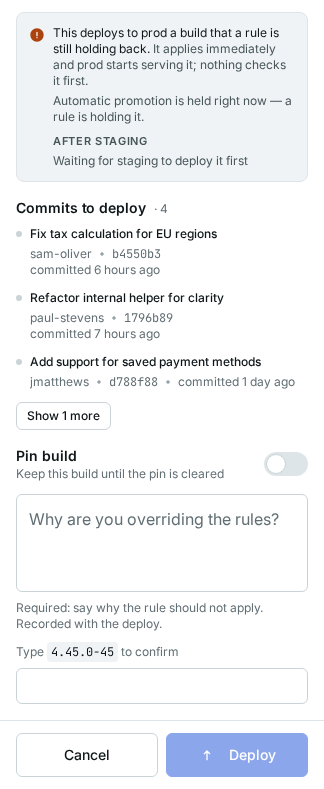 This deploys to prod a build that a rule is
still holding back. It applies immediately
and prod starts serving it; nothing checks
it first.
Automatic promotion is held right now — a
rule is holding it.
AFTER STAGING
Waiting for staging to deploy it first
Commits to deploy · 4
Fix tax calculation for EU regions
sam-oliver • b4550b3
committed 6 hours ago
Refactor internal helper for clarity
paul-stevens • 1796b89
committed 7 hours ago
Add support for saved payment methods
jmatthews • d788f88 • committed 1 day ago
Show 1 more
Pin build
Keep this build until the pin is cleared
Why are you overriding the rules?
Required: say why the rule should not apply.
Recorded with the deploy.
Type 4.45.0-45 to confirm
Cancel
↑ Deploy